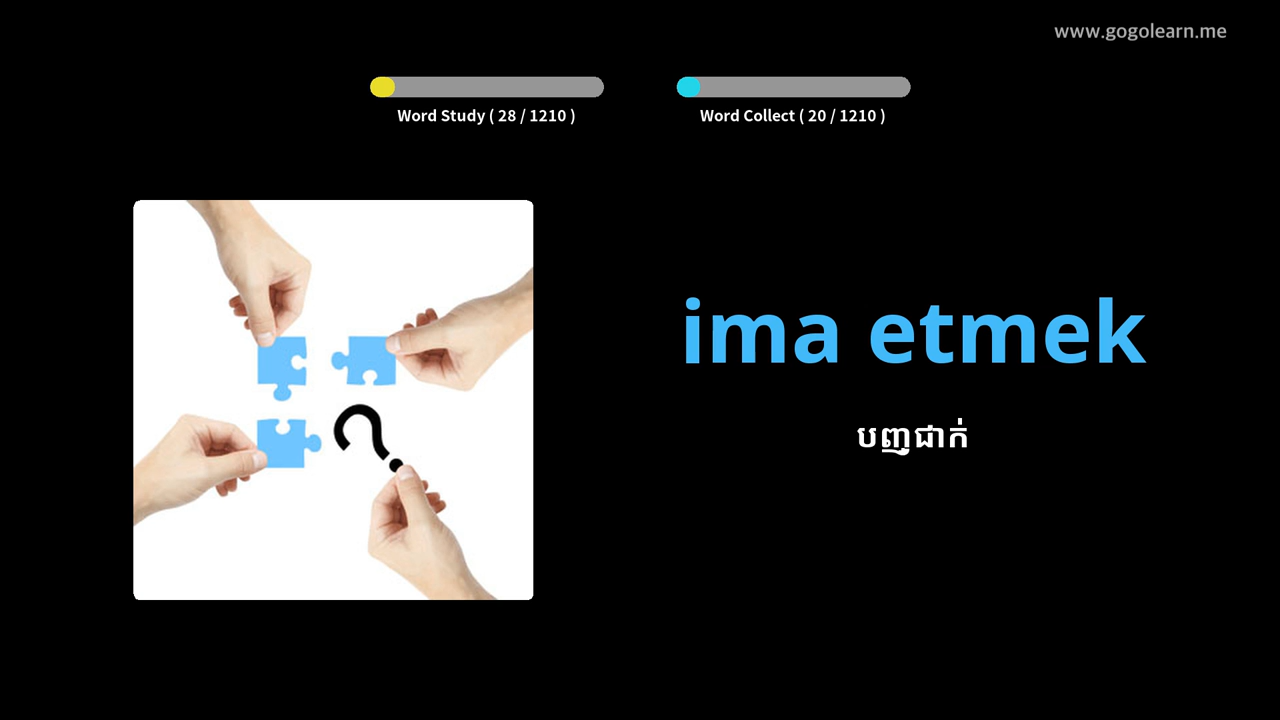 www.gogolearn.me
Word Study ( 28 / 1210 )
Word Collect ( 20 / 1210 )
ima etmek
បញ្ជាក់